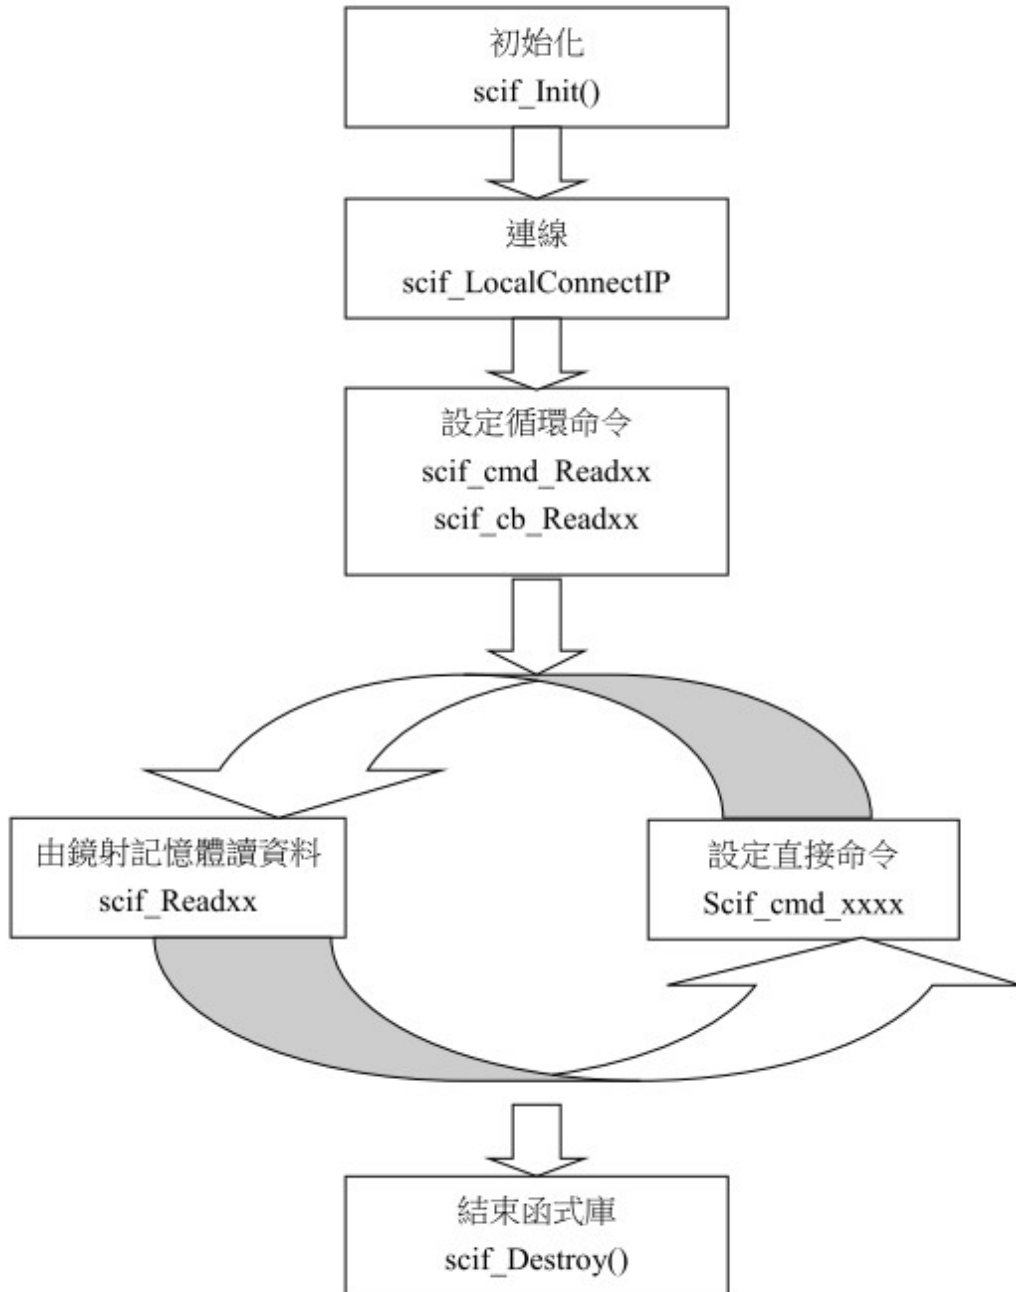 初始化
scif_Init()
連線
scif_LocalConnectIP
設定循環命令
scif_cmd_Readxx
scif_cb_Readxx
由鏡射記憶體讀資料
scif_Readxx
設定直接命令
Scif_cmd_xxxx
結束函式庫
scif_Destroy()